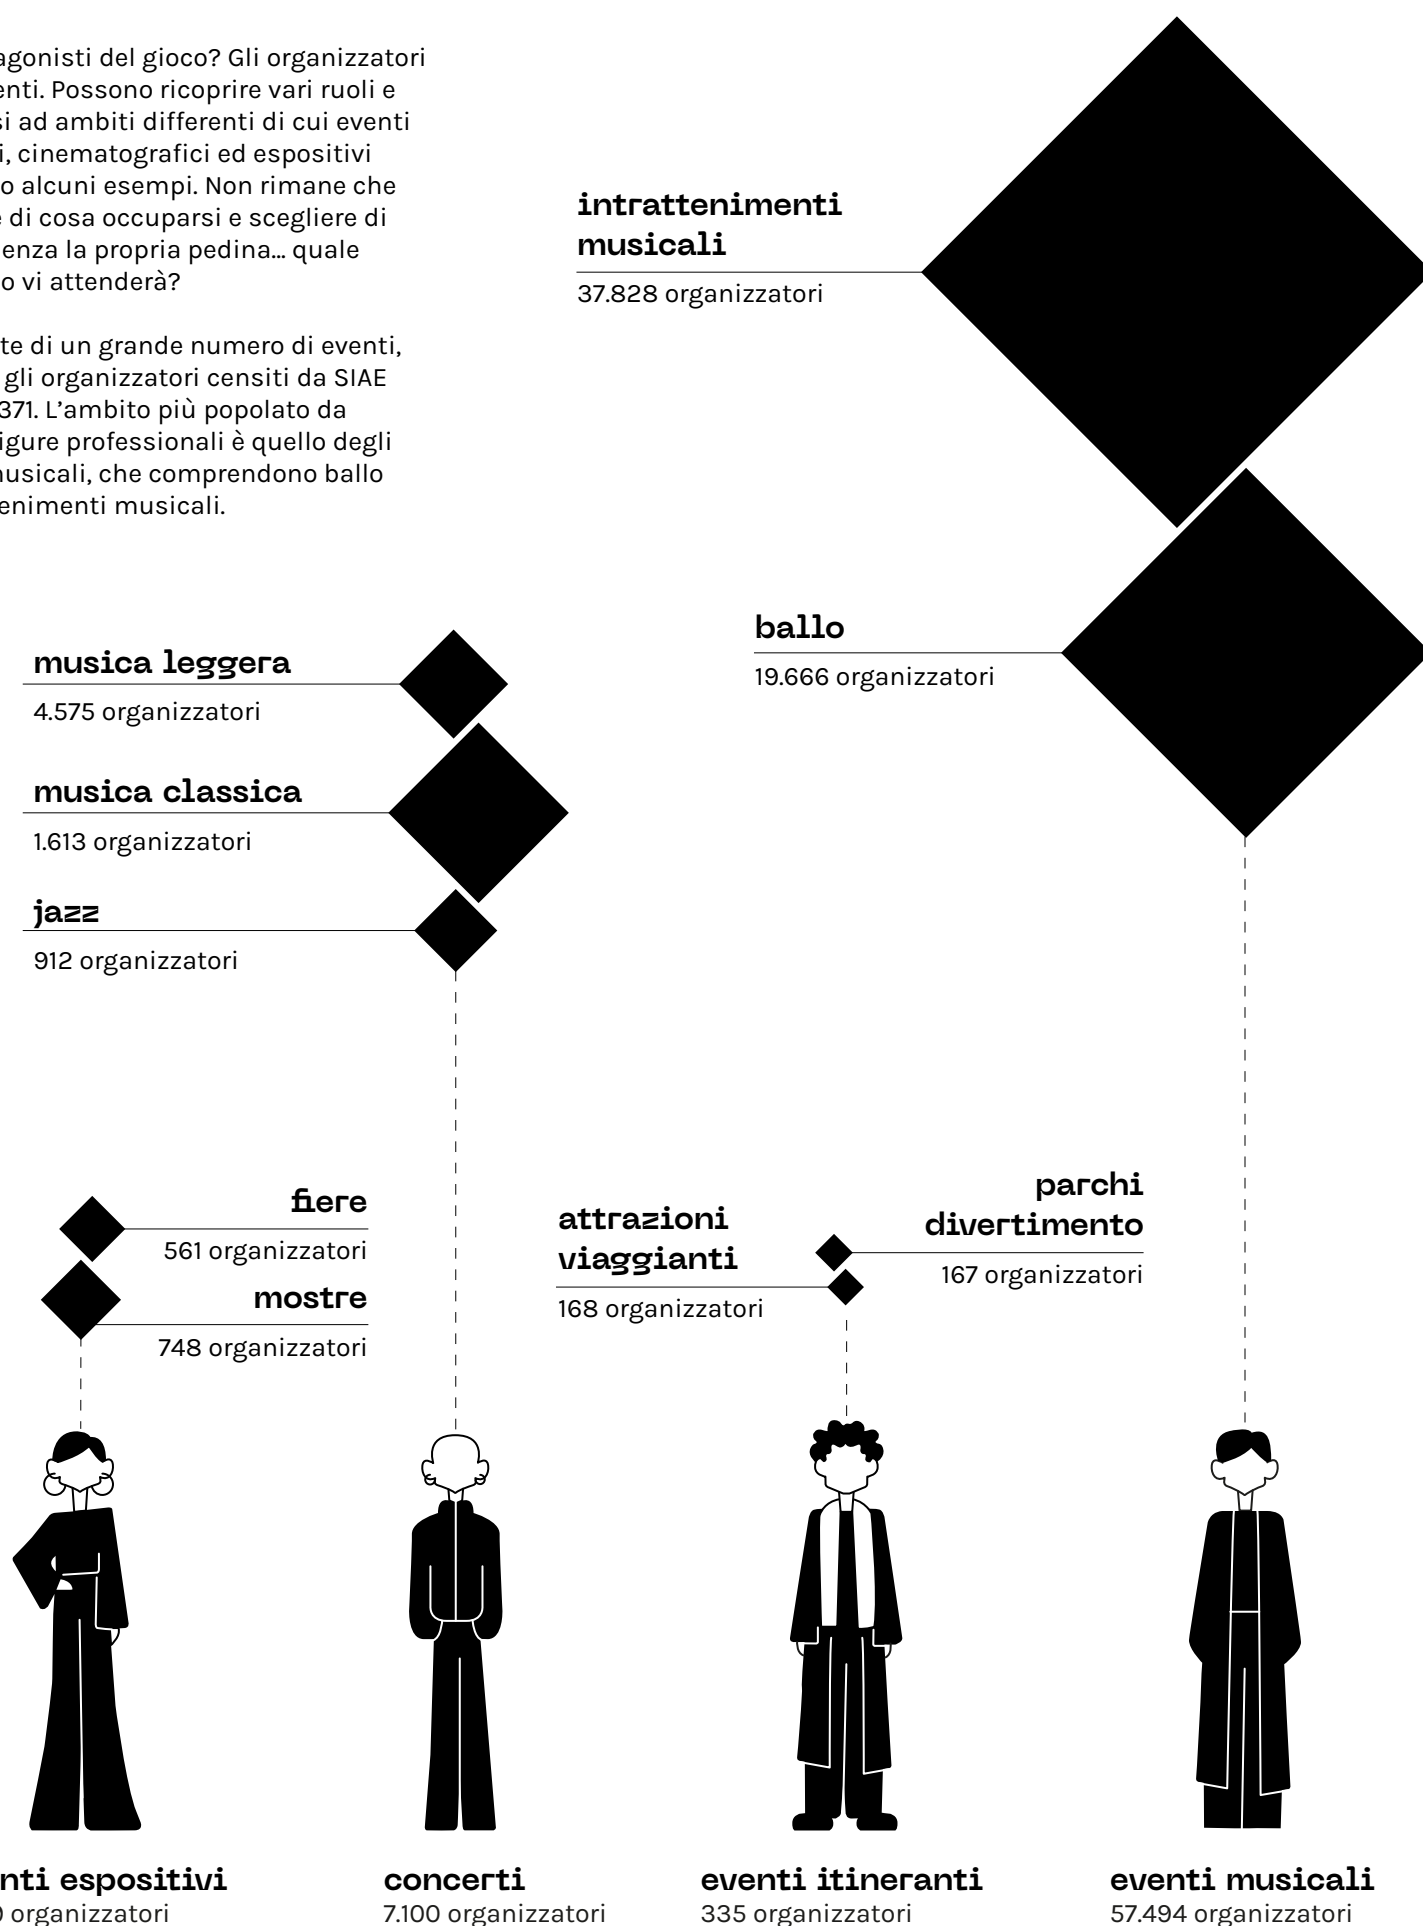 agonisti del gioco? Gli organizzatori
enti. Possono ricoprire vari ruoli e
si ad ambiti differenti di cui eventi
i, cinematografici ed espositivi
o alcuni esempi. Non rimane che
e di cosa occuparsi e scegliere di
enza la propria pedina... quale
o vi attenderà?
te di un grande numero di eventi,
gli organizzatori censiti da SIAE
371. L'ambito più popolato da
figure professionali è quello degli
musicali, che comprendono ballo
enimenti musicali.
intrattenimenti
musicali
37.828 organizzatori
ballo
19.666 organizzatori
musica leggera
4.575 organizzatori
musica classica
1.613 organizzatori
jazz
912 organizzatori
fiere
561 organizzatori
mostre
748 organizzatori
attrazioni
viaggianti
168 organizzatori
parchi
divertimento
167 organizzatori
nti espositivi
organizzatori
concerti
7.100 organizzatori
eventi itineranti
335 organizzatori
eventi musicali
57.494 organizzatori